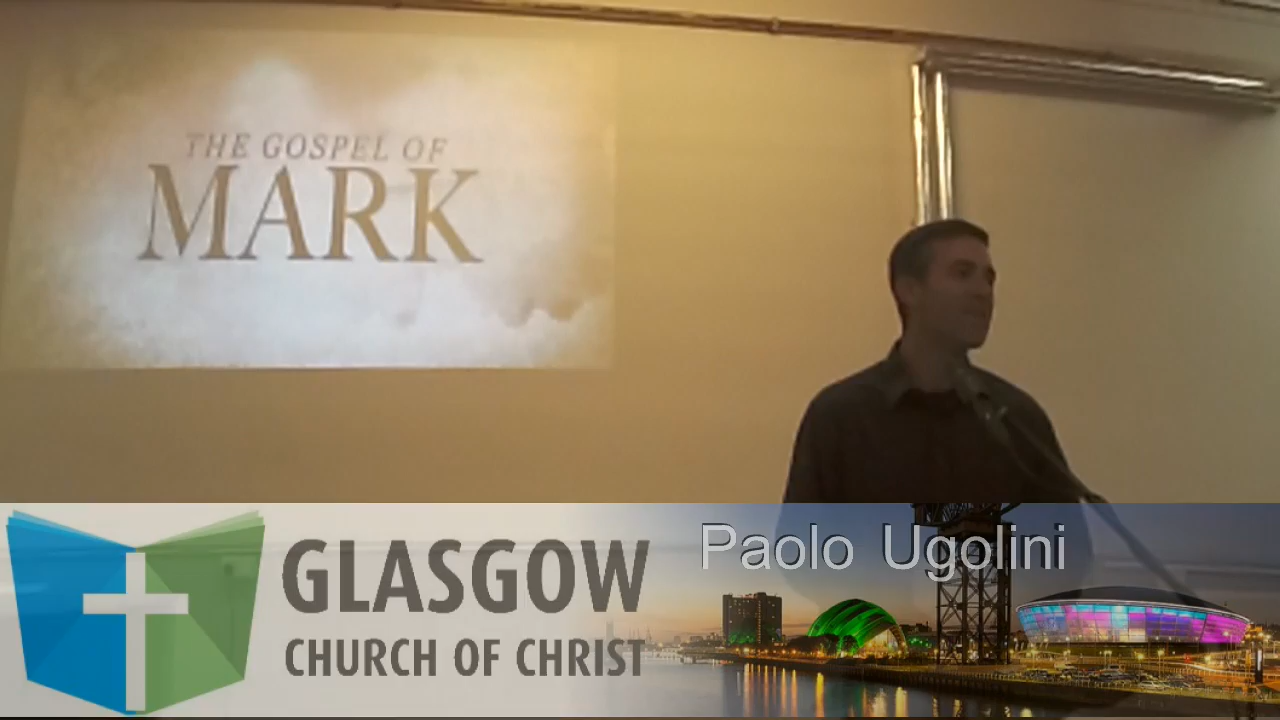 THE GOSPEL OF
MARK
Paolo Ugolini
GLASGOW
CHURCH OF CHRIST